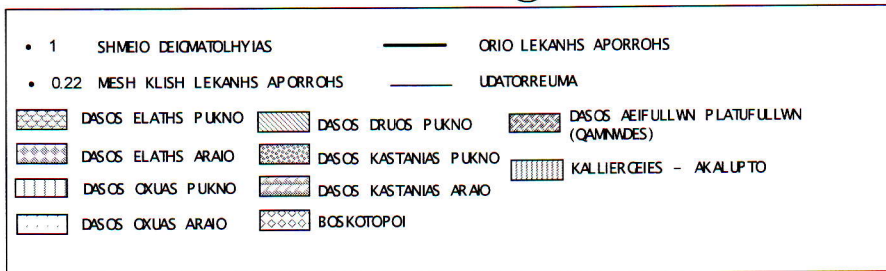 • 1 SHMEIO DEIGMATOLHYIAS
ORIO LEKANHS APORROHS
• 0.22 MESH KLISH LEKANHS APORROHS
UDATORREUMA
DASOS ELATHS PUKNO
DASOS DRUOS PUKNO
DASOS AEIFULLWN PLATUFULLWN
(QAMNWDES)
DASOS ELATHS ARAIO
DASOS KASTANIAS PUKNO
KALLIERGEIES - AKALUPTO
DASOS OXUAS PUKNO
DASOS KASTANIAS ARAIO
DASOS OXUAS ARAIO
BOSKOTOPOI